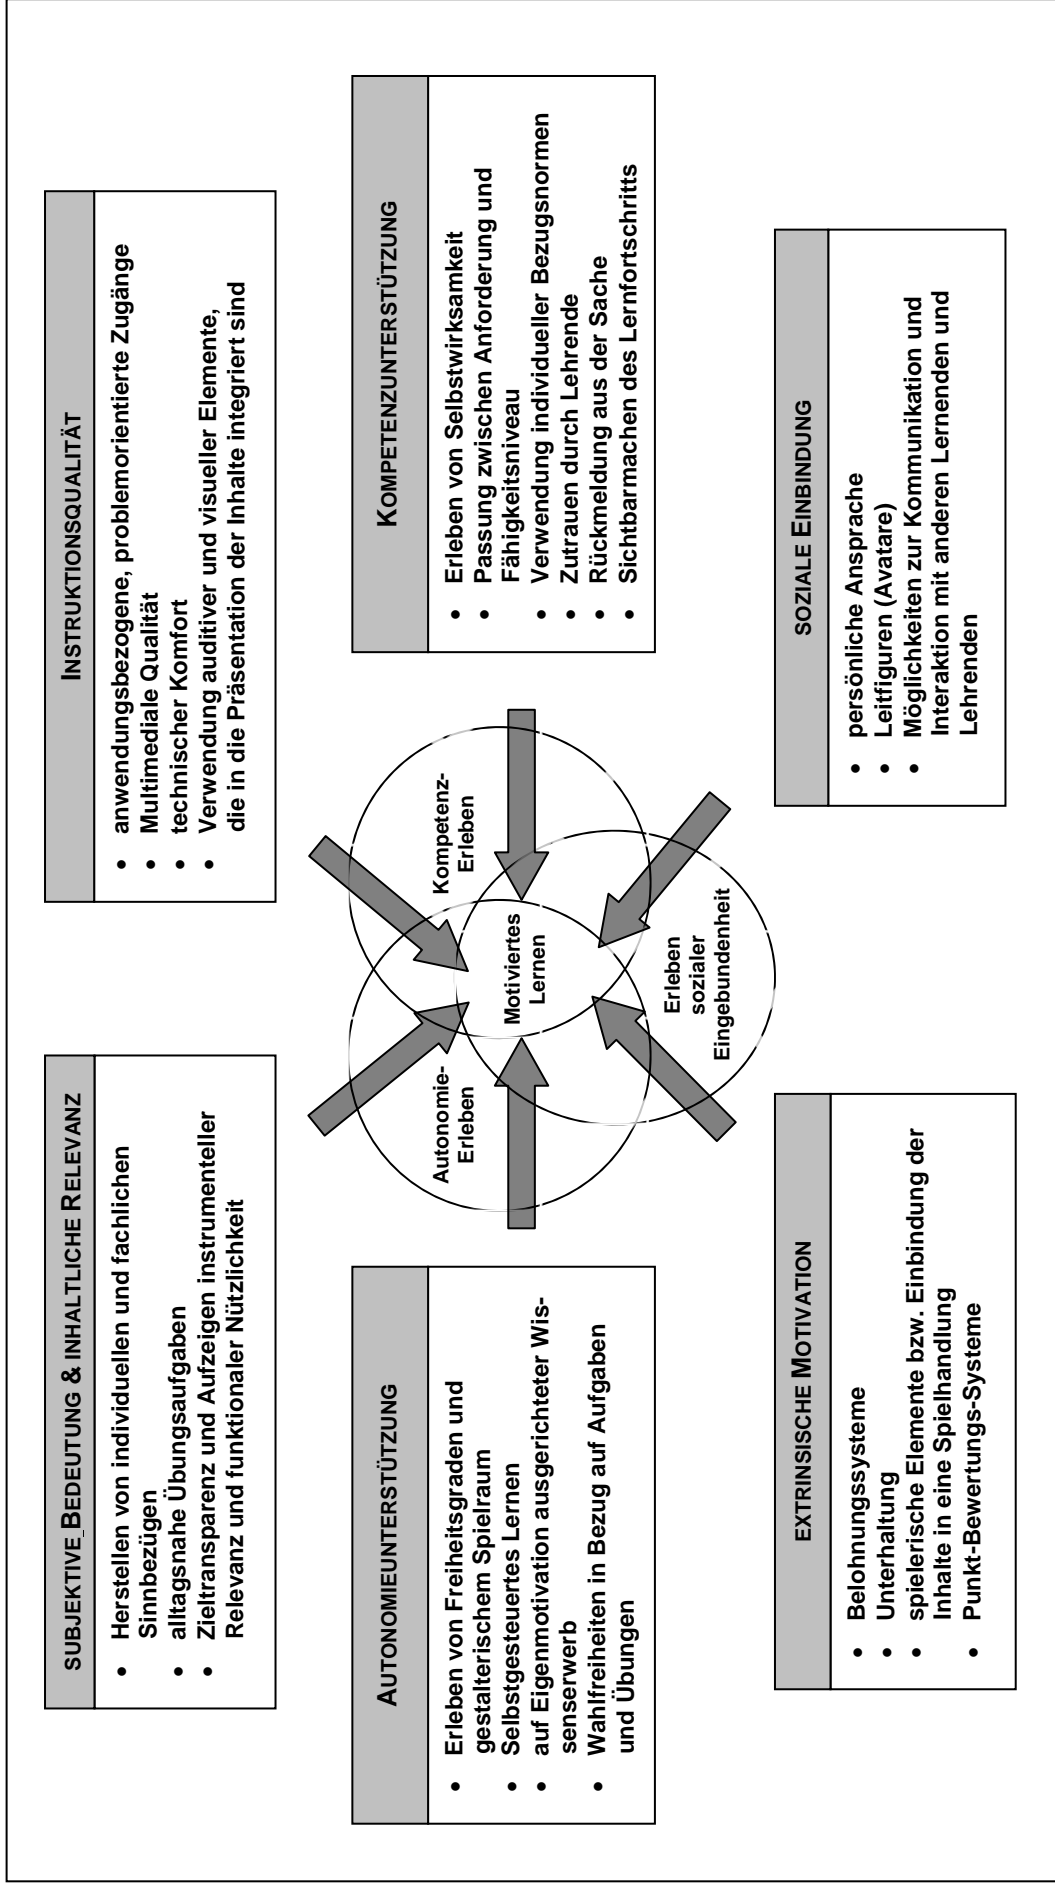 SUBJEKTIVE BEDEUTUNG & INHALTLICHE RELEVANZ
• Herstellen von individuellen und fachlichen
Sinnbezügen
• alltagsnahe Übungsaufgaben
• Zieltransparenz und Aufzeigen instrumenteller
Relevanz und funktionaler Nützlichkeit
INSTRUKTIONSQUALITÄT
• anwendungsbezogene, problemorientierte Zugänge
• Multimediale Qualität
• technischer Komfort
• Verwendung auditiver und visueller Elemente,
die in die Präsentation der Inhalte integriert sind
AUTONOMIEUNTERSTÜTZUNG
• Erleben von Freiheitsgraden und
gestalterischem Spielraum
• Selbstgesteuertes Lernen
• auf Eigenmotivation ausgerichteter Wis-
senserwerb
• Wahlfreiheiten in Bezug auf Aufgaben
und Übungen
Autonomie-
Erleben
Kompetenz-
Erleben
Motiviertes
Lernen
Erleben
sozialer
Eingebundenheit
KOMPETENZUNTERSTÜTZUNG
• Erleben von Selbstwirksamkeit
• Passung zwischen Anforderung und
Fähigkeitsniveau
• Verwendung individueller Bezugsnormen
• Zutrauen durch Lehrende
• Rückmeldung aus der Sache
• Sichtbarmachen des Lernfortschritts
EXTRINSISCHE MOTIVATION
• Belohnungssysteme
• Unterhaltung
• spielerische Elemente bzw. Einbindung der
Inhalte in eine Spielhandlung
• Punkt-Bewertungs-Systeme
SOZIALE EINBINDUNG
• persönliche Ansprache
• Leitfiguren (Avatare)
• Möglichkeiten zur Kommunikation und
Interaktion mit anderen Lernenden und
Lehrenden